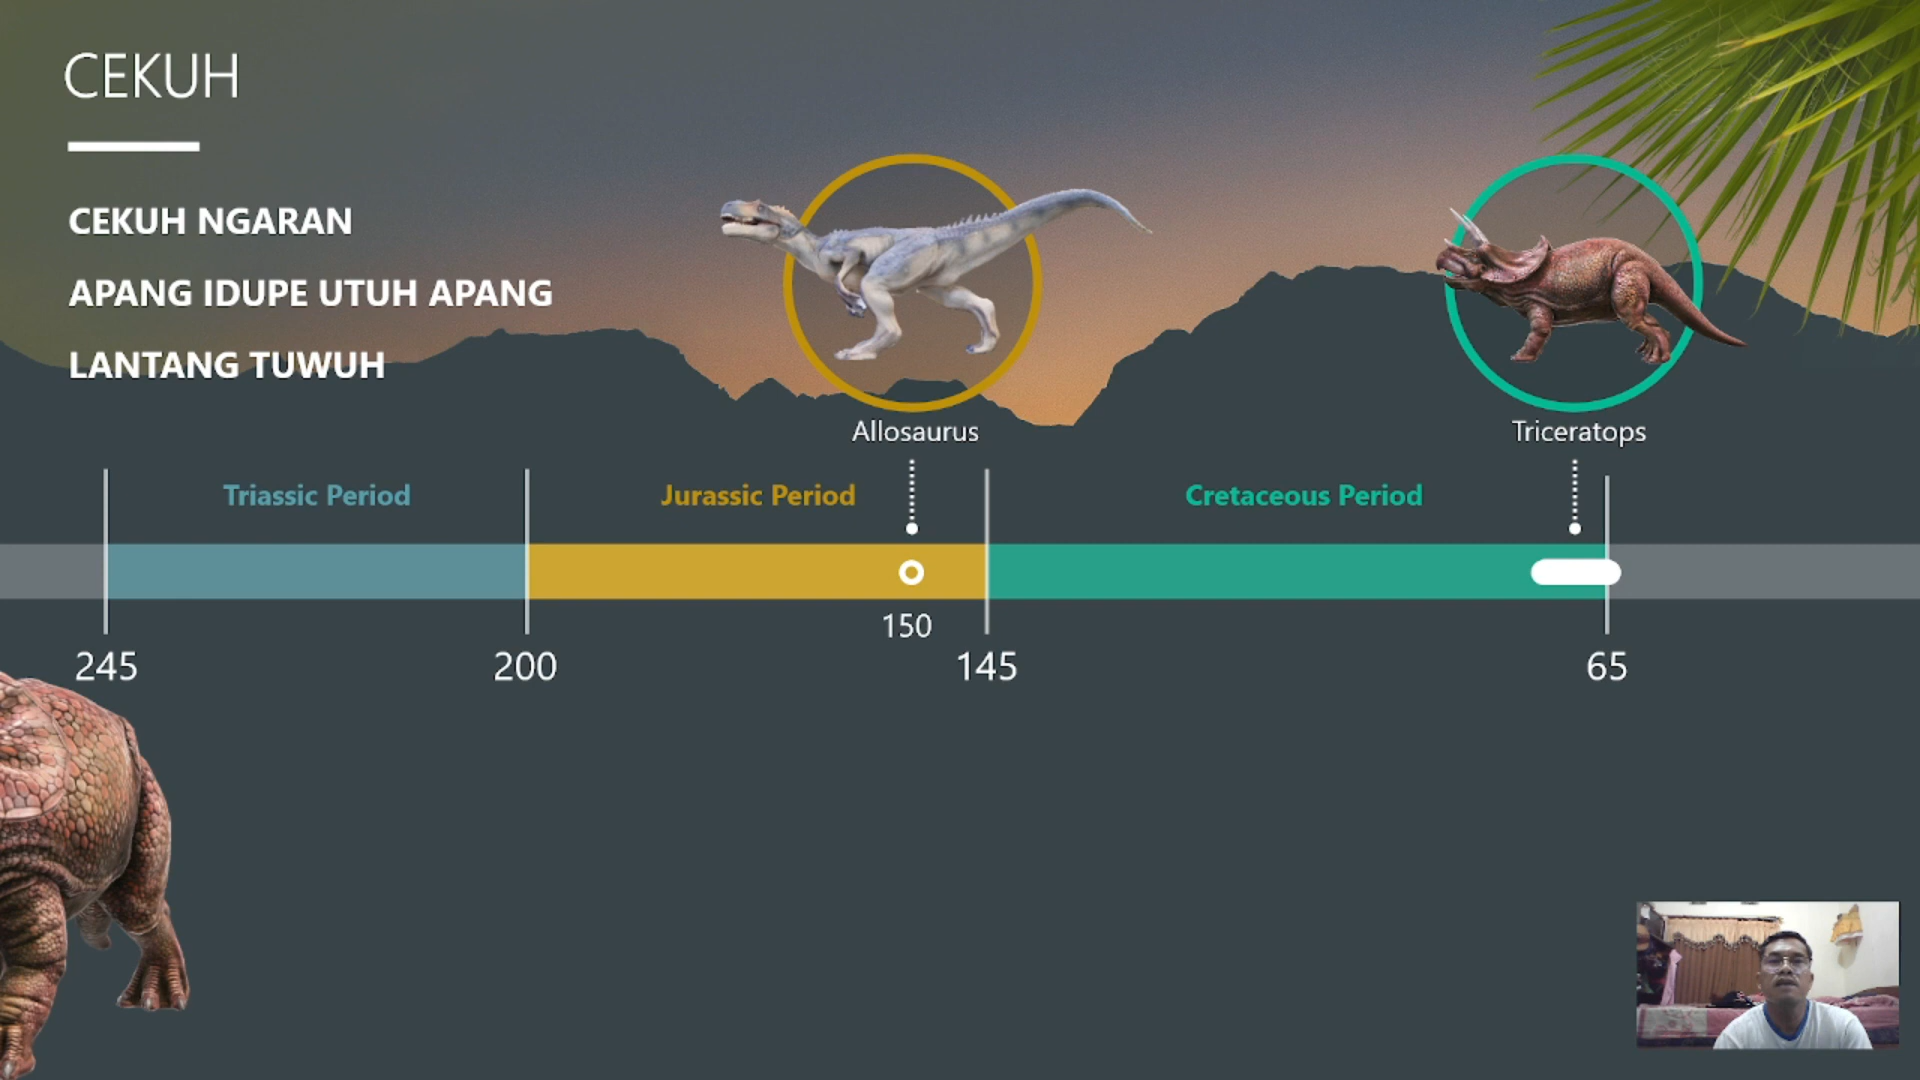 CEKUH
CEKUH NGARAN
APANG IDUPE UTUH APANG
LANTANG TUWUH
Allosaurus
Triceratops
Triassic Period
Jurassic Period
Cretaceous Period
150
245
200
145
65